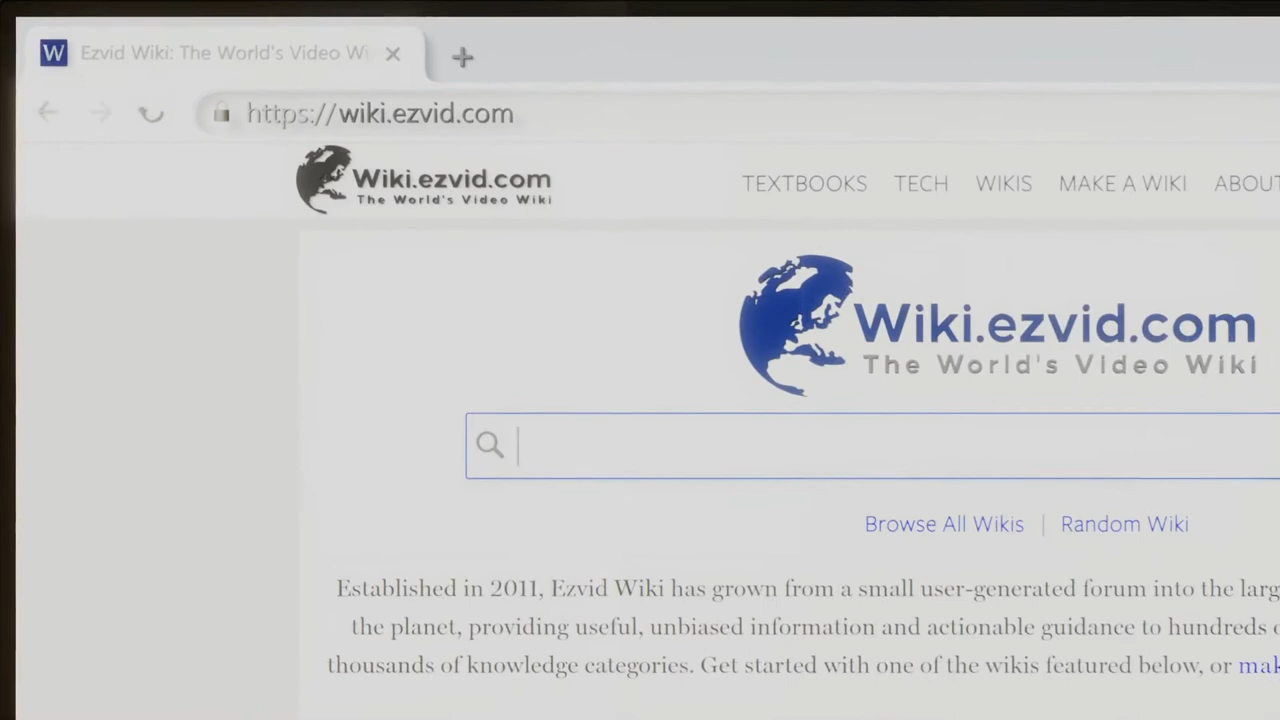 W Ezvid Wiki: The World's Video Wi
https://wiki.ezvid.com
Wiki.ezvid.com
The World's Video Wiki
TEXTBOOKS TECH WIKIS MAKE A WIKI ABOUT
Wiki.ezvid.com
The World's Video Wiki
Browse All Wikis | Random Wiki
Established in 2011, Ezvid Wiki has grown from a small user-generated forum into the larg
the planet, providing useful, unbiased information and actionable guidance to hundreds o
thousands of knowledge categories. Get started with one of the wikis featured below, or mak